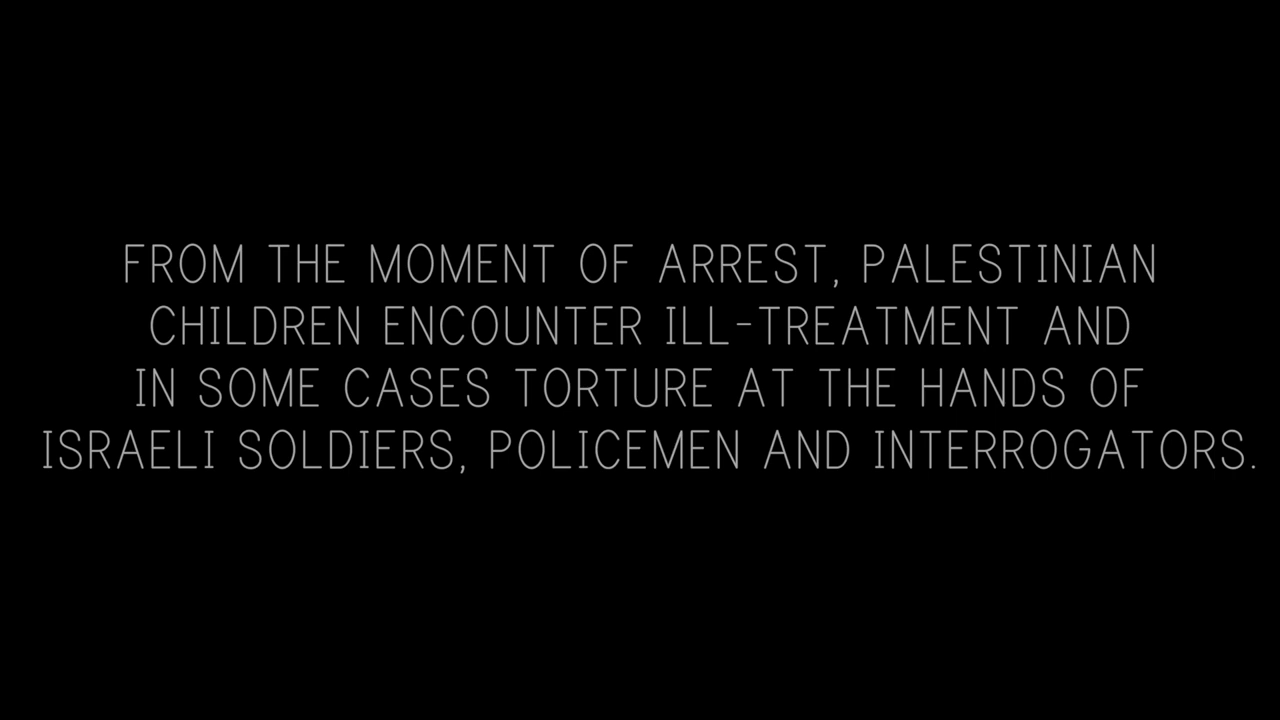 FROM THE MOMENT OF ARREST, PALESTINIAN
CHILDREN ENCOUNTER ILL-TREATMENT AND
IN SOME CASES TORTURE AT THE HANDS OF
ISRAELI SOLDIERS, POLICEMEN AND INTERROGATORS.